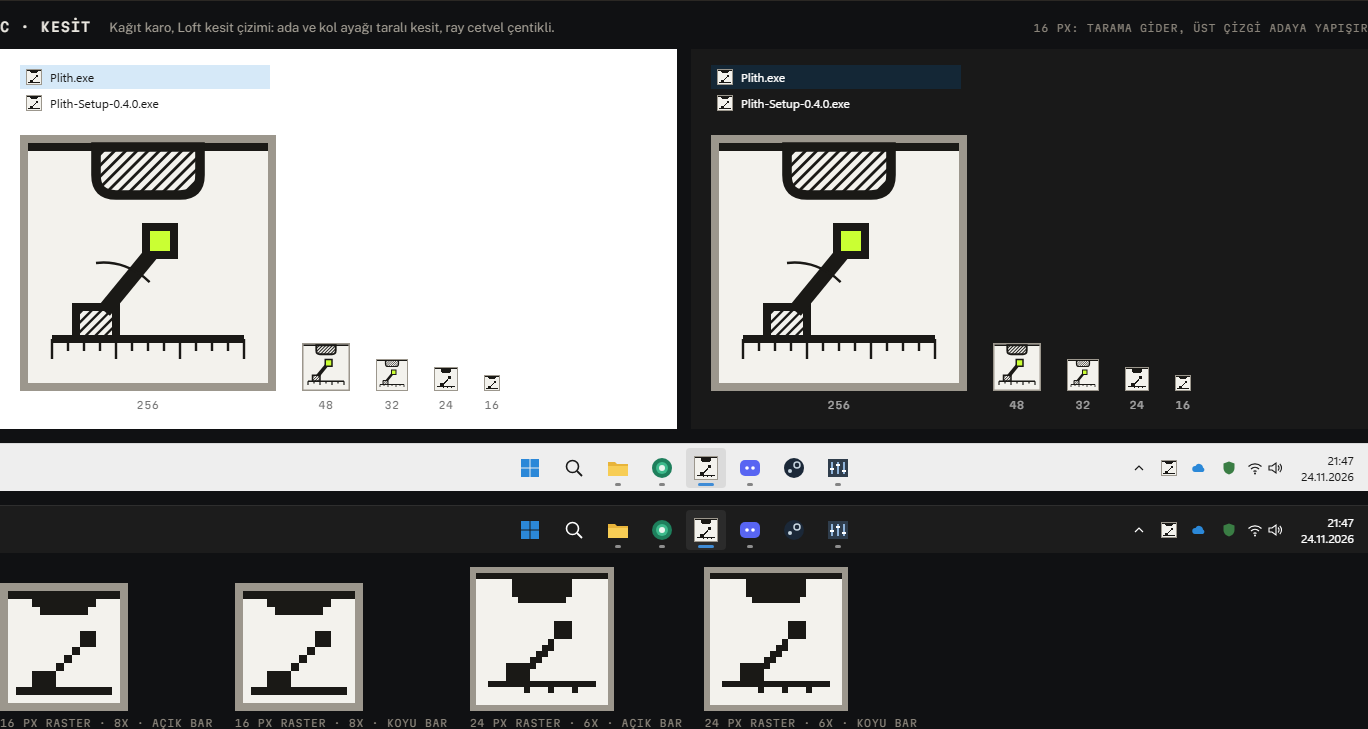 C · KESİT Kağıt karo, Loft kesit çizimi: ada ve kol ayağı taralı kesit, ray cetvel çentikli. 16 PX: TARAMA GİDER, ÜST ÇİZGİ ADAYA YAPIŞIR
Plith.exe
Plith-Setup-0.4.0.exe
256 48 32 24 16
Plith.exe
Plith-Setup-0.4.0.exe
256 48 32 24 16
21:47
24.11.2026
21:47
24.11.2026
16 PX RASTER · 8X · AÇIK BAR 16 PX RASTER · 8X · KOYU BAR 24 PX RASTER · 6X · AÇIK BAR 24 PX RASTER · 6X · KOYU BAR